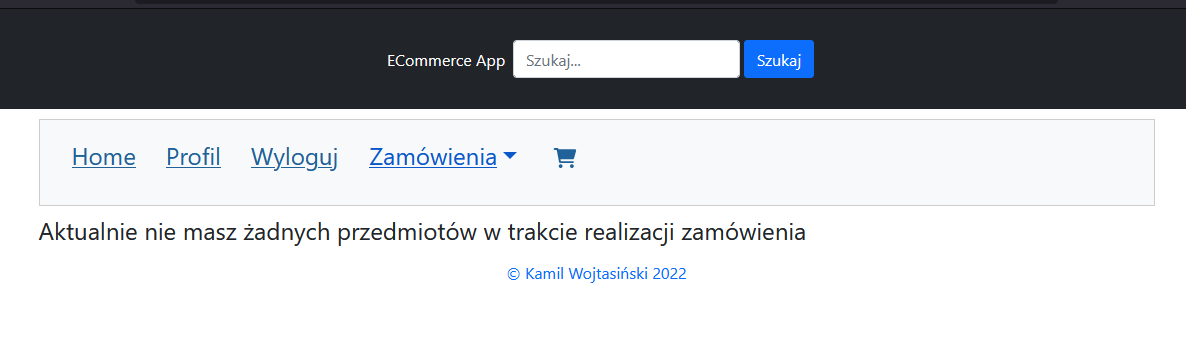 ECommerce App Szukaj... Szukaj
Home Profil Wyloguj Zamówienia
Aktualnie nie masz żadnych przedmiotów w trakcie realizacji zamówienia
© Kamil Wojtasiński 2022